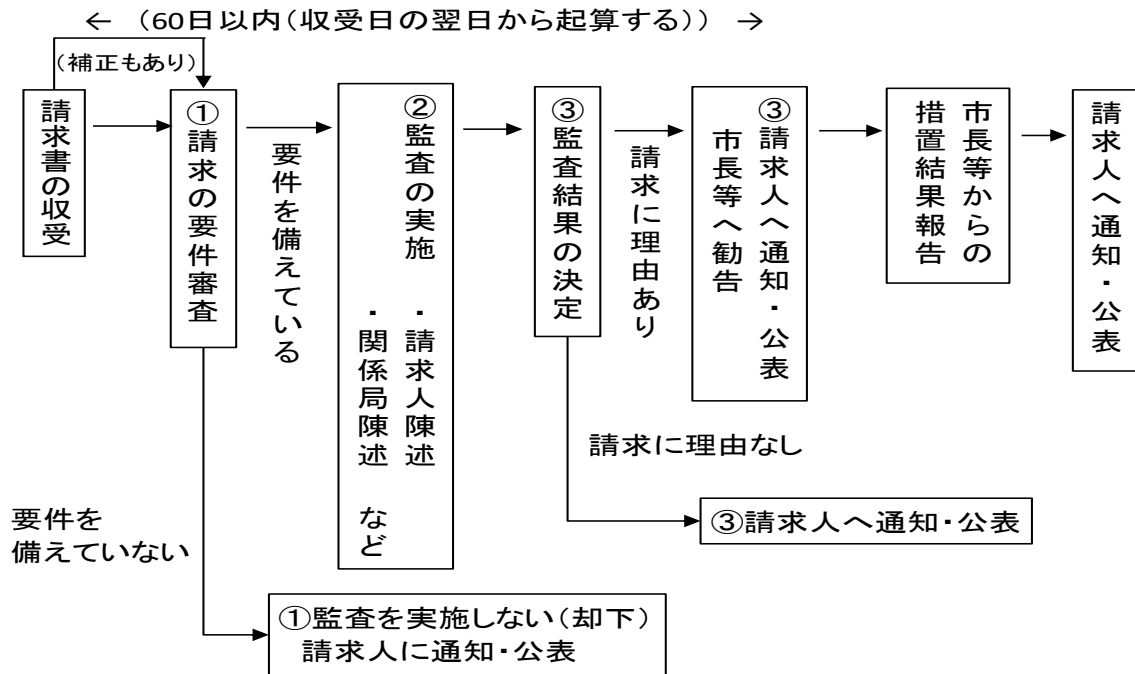 ← (60日以内(収受日の翌日から起算する)) →
(補正もあり)
請求書の収受
①請求の要件審査
要件を備えている
②監査の実施
・請求人陳述
・関係局陳述 など
③監査結果の決定
請求に理由あり
③請求人へ通知・公表
市長等へ勧告
市長等からの
措置結果報告
請求人へ通知・公表
請求に理由なし
③請求人へ通知・公表
要件を
備えていない
①監査を実施しない(却下)
請求人に通知・公表